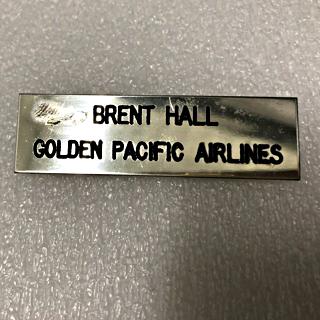 BRENT HALL
GOLDEN PACIFIC AIRLINES